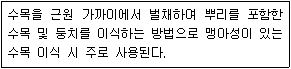 수목을 근원 가까이에서 벌채하여 뿌리를 포함한
수목 및 둥치를 이식하는 방법으로 맹아성이 있는
수목 이식 시 주로 사용된다.